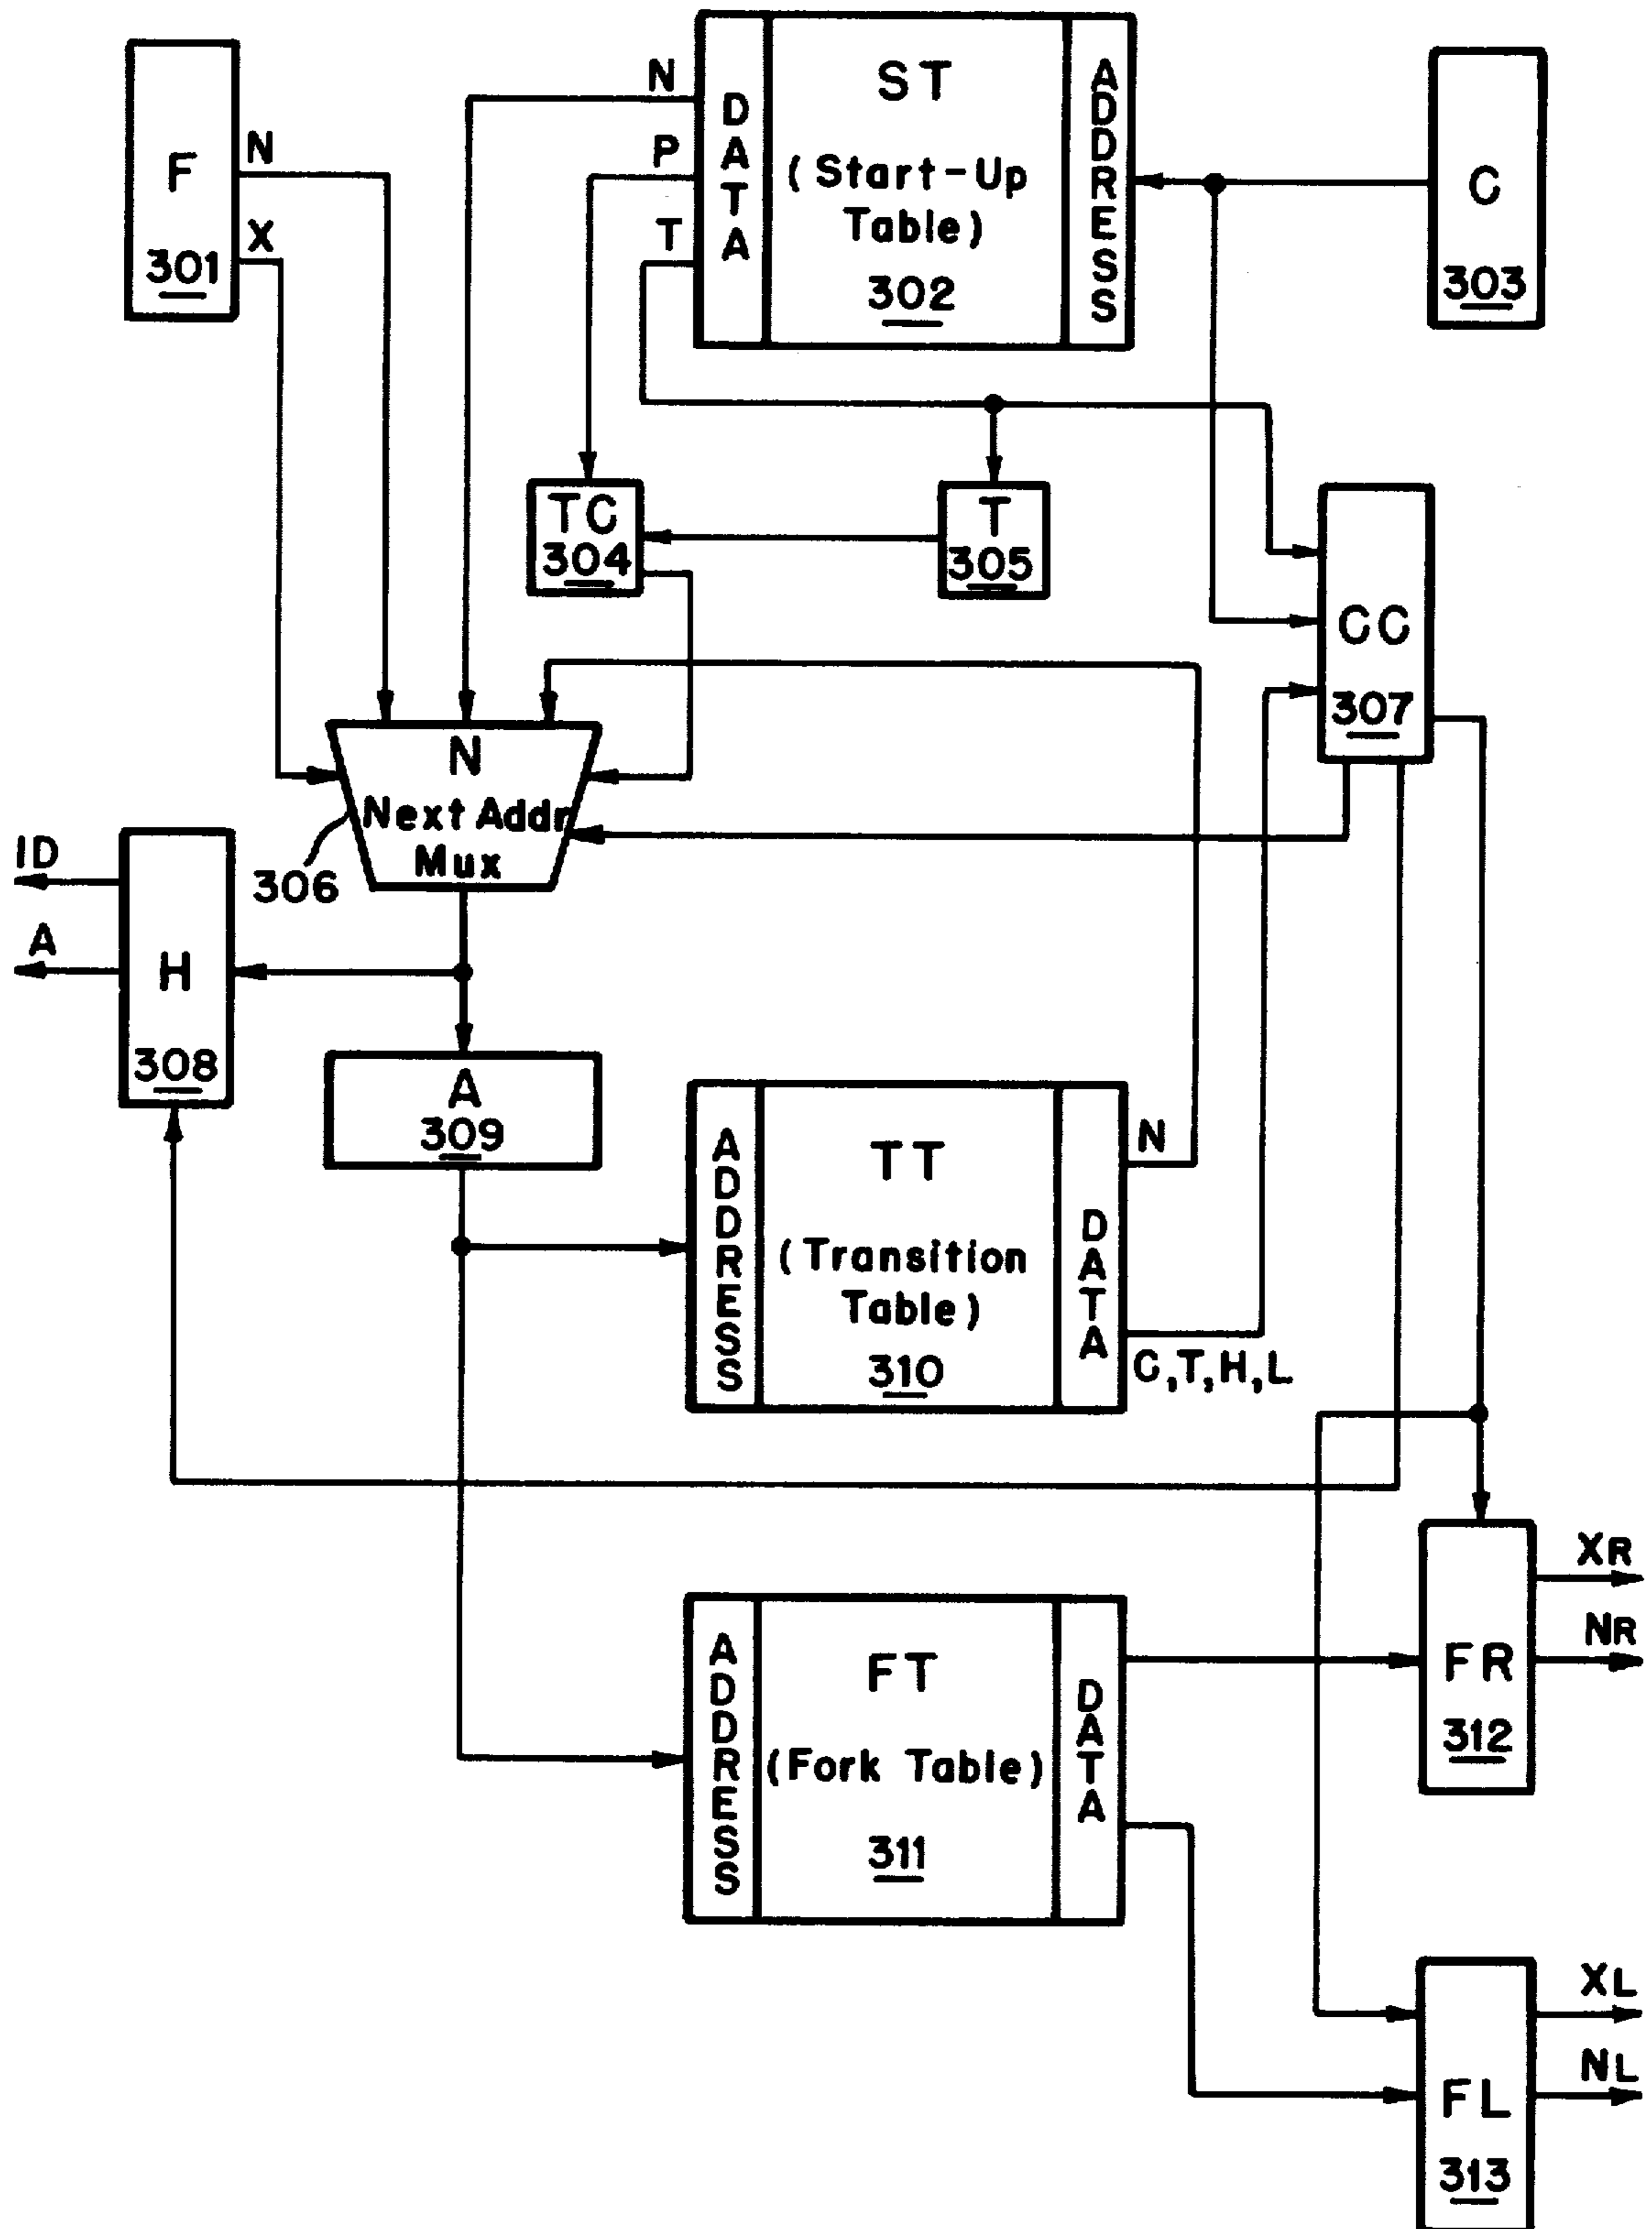 F
301
N
X
N
P
T
DATA
ST
(Start-Up
Table)
302
ADDRESS
C
303
TC
304
T
305
CC
307
N
Next Addr
Mux
306
ID
A
H
308
A
309
ADDRESS
TT
(Transition
Table)
310
DATA
N
C,T,H,L
ADDRESS
FT
(Fork Table)
311
DATA
FR
312
XR
NR
FL
313
XL
NL